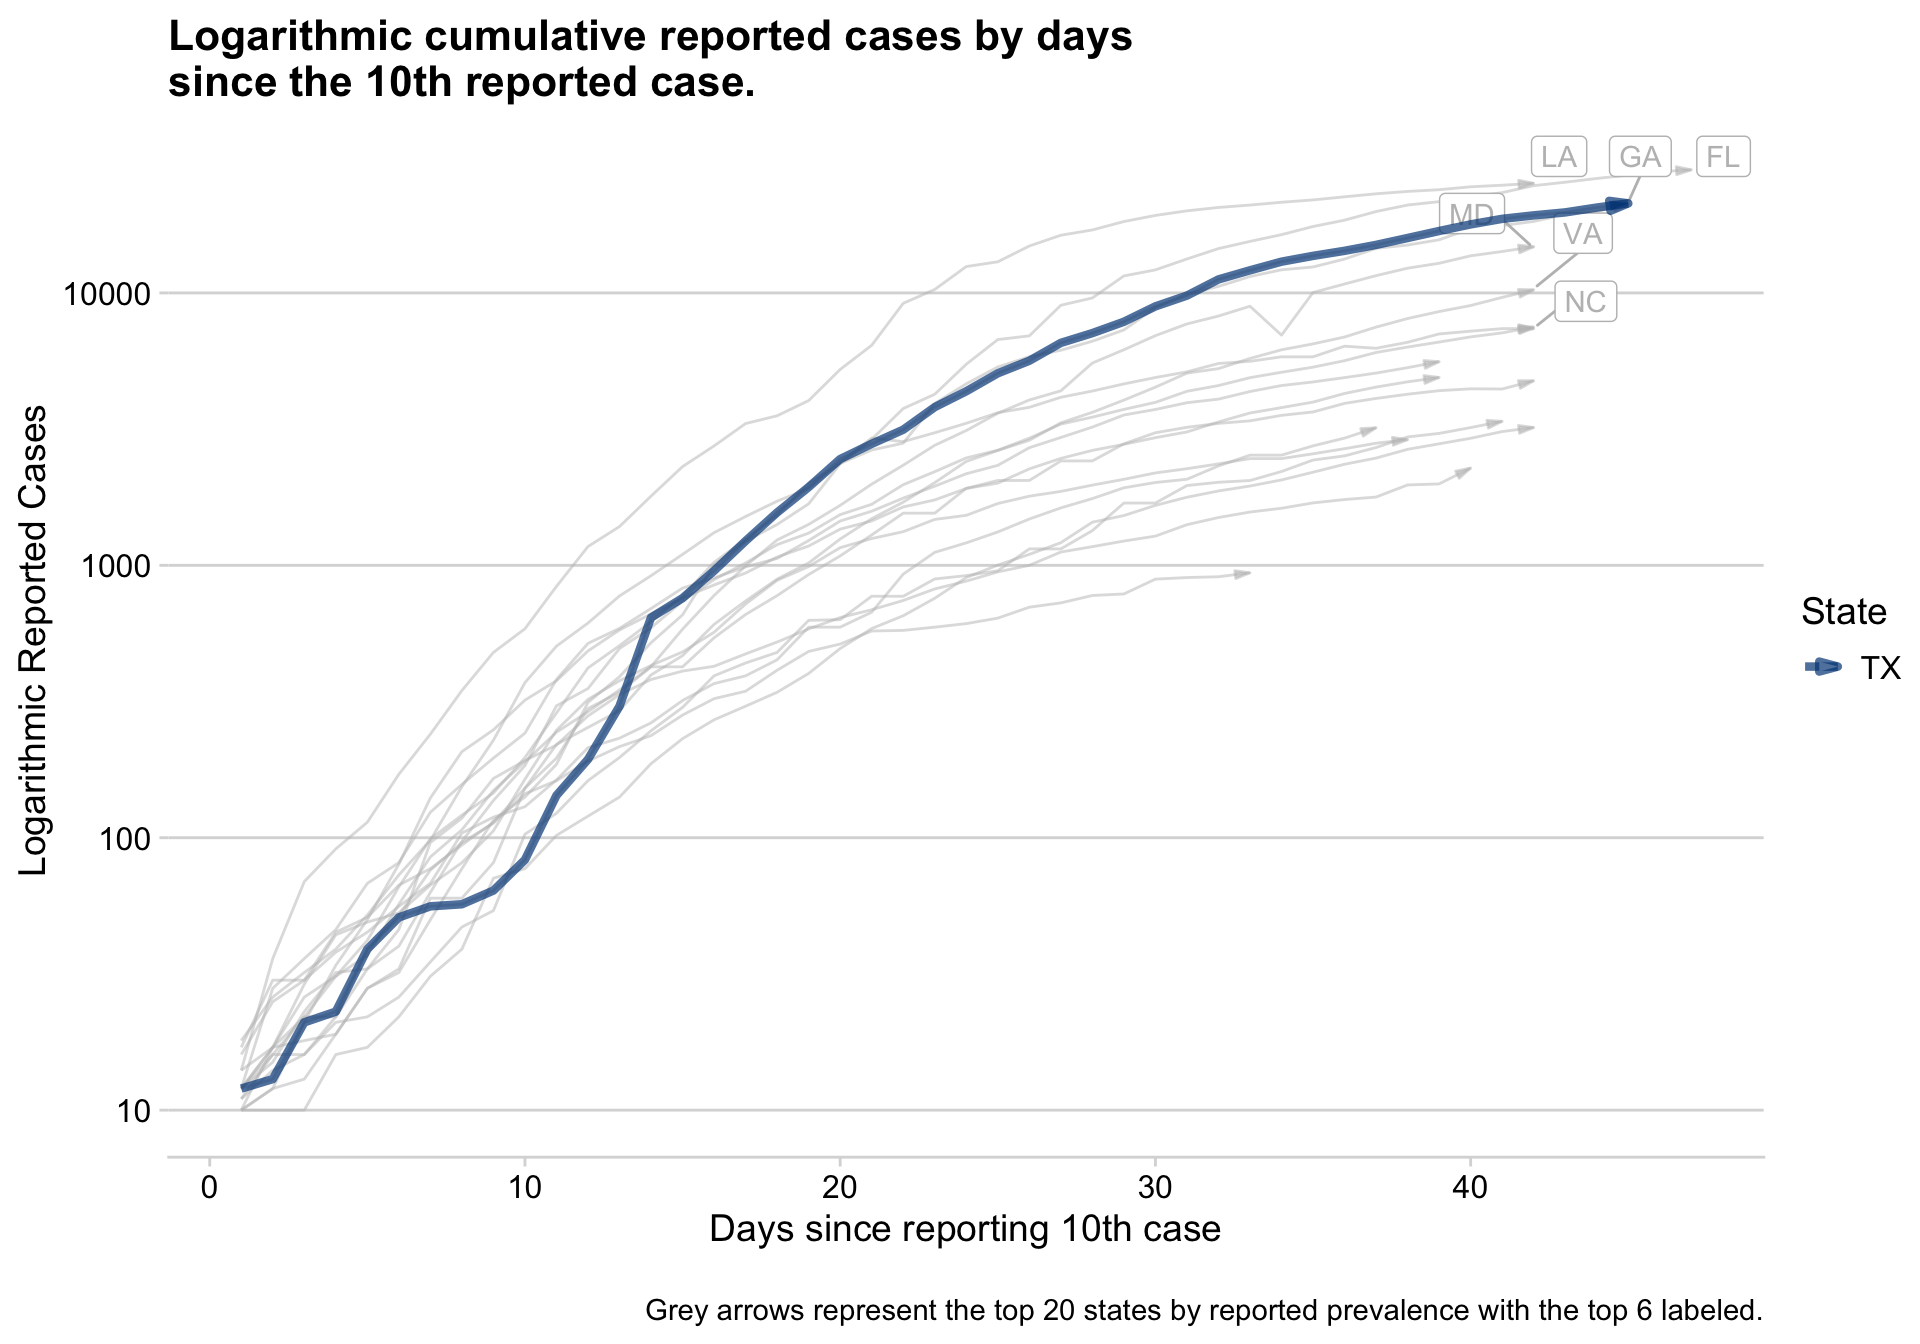 Logarithmic cumulative reported cases by days
since the 10th reported case.
LA
GA
FL
MD
VA
NC
10000
1000
100
10
Logarithmic Reported Cases
State
TX
0
10
20
30
40
Days since reporting 10th case
Grey arrows represent the top 20 states by reported prevalence with the top 6 labeled.